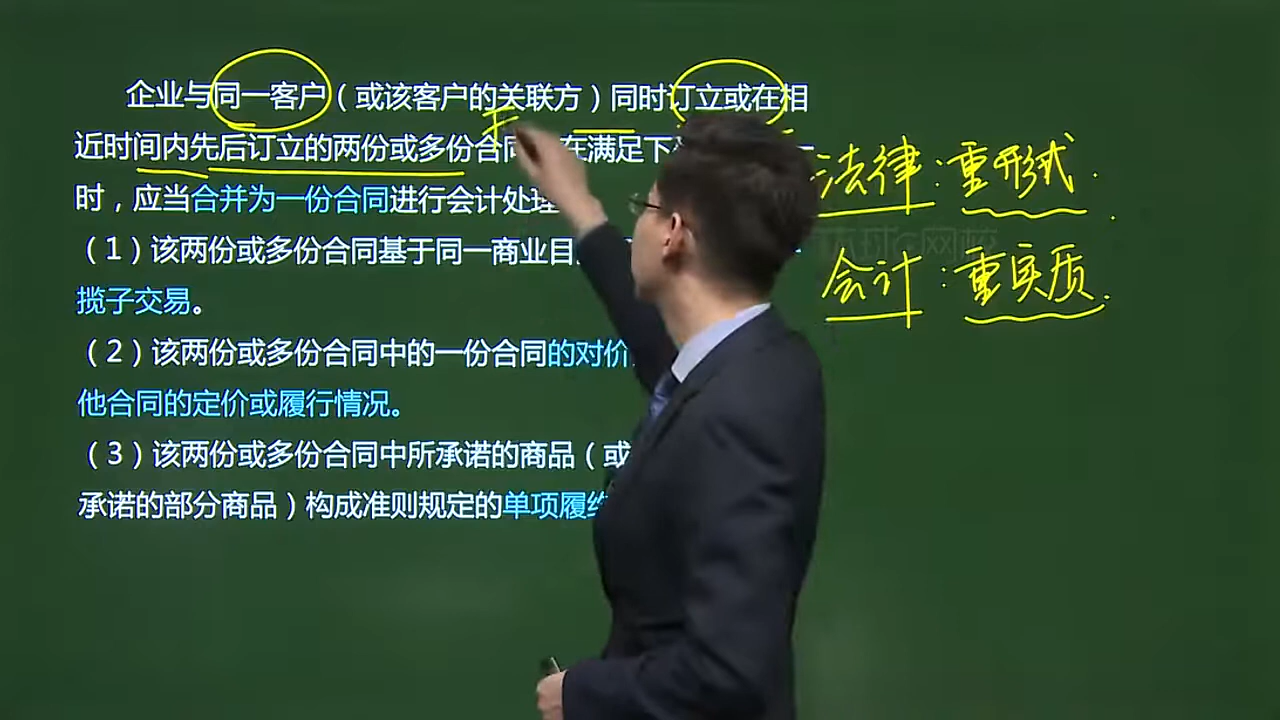 企业与同一客户（或该客户的关联方）同时订立或在相
近时间内先后订立的两份或多份合同 在满足下
时，应当合并为一份合同进行会计处理
（1）该两份或多份合同基于同一商业目
揽子交易。
（2）该两份或多份合同中的一份合同的对价
他合同的定价或履行情况。
（3）该两份或多份合同中所承诺的商品（或
承诺的部分商品）构成准则规定的单项履约
法律：重形式.
会计：重实质.